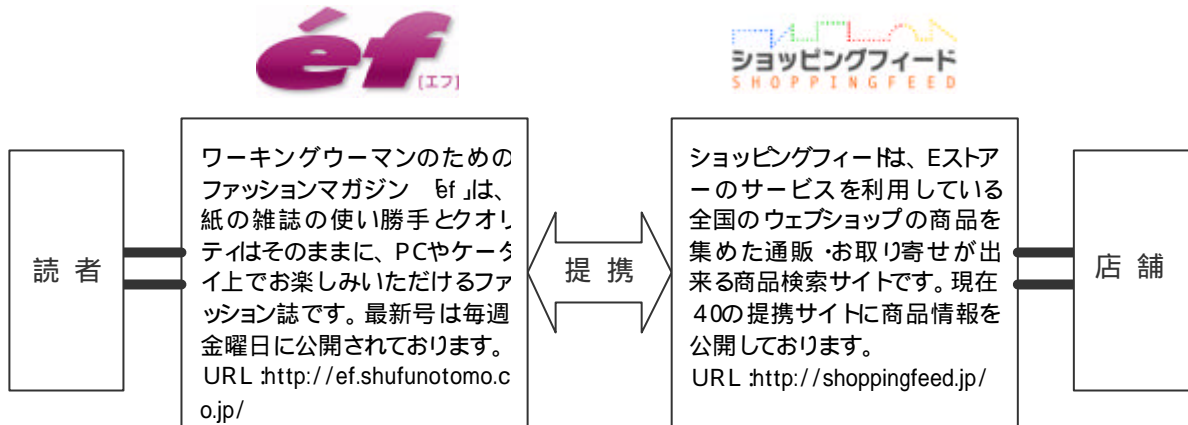 éf
[エフ]
ショッピングフィード
SHOPPINGFEED
読者
ワーキングウーマンのための
ファッションマガジン 「éf」は、
紙の雑誌の使い勝手とクオリ
ティはそのままに、PCやケータ
イ上でお楽しみいただけるファ
ッション誌です。最新号は毎週
金曜日に公開されております。
URL:http://ef.shufunotomo.c
o.jp/
提携
ショッピングフィードは、Eストア
ーのサービスを利用している
全国のウェブショップの商品を
集めた通販・お取り寄せが出
来る商品検索サイトです。現在
40の提携サイトに商品情報を
公開しております。
URL:http://shoppingfeed.jp/
店舗